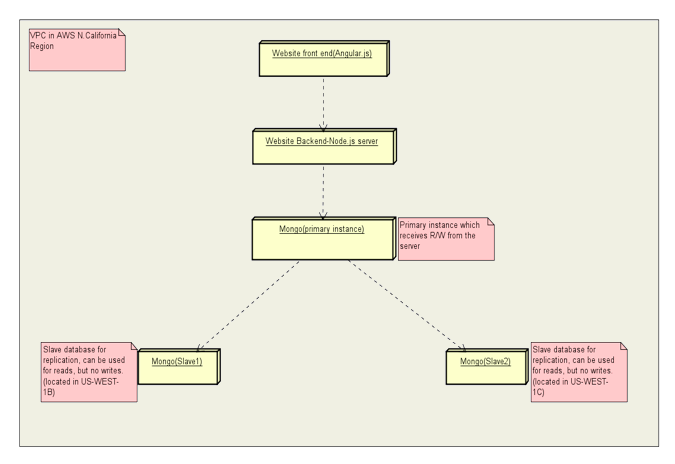 VPC in AWS N.California
Region
Website front end(Angular.js)
Website Backend-Node.js server
Mongo(primary instance)
Primary instance which
receives R/W from the
server
Slave database for
replication, can be used
for reads, but no writes.
(located in US-WEST-
1B)
Mongo(Slave1)
Mongo(Slave2)
Slave database for
replication, can be used
for reads, but no writes.
(located in US-WEST-
1C)